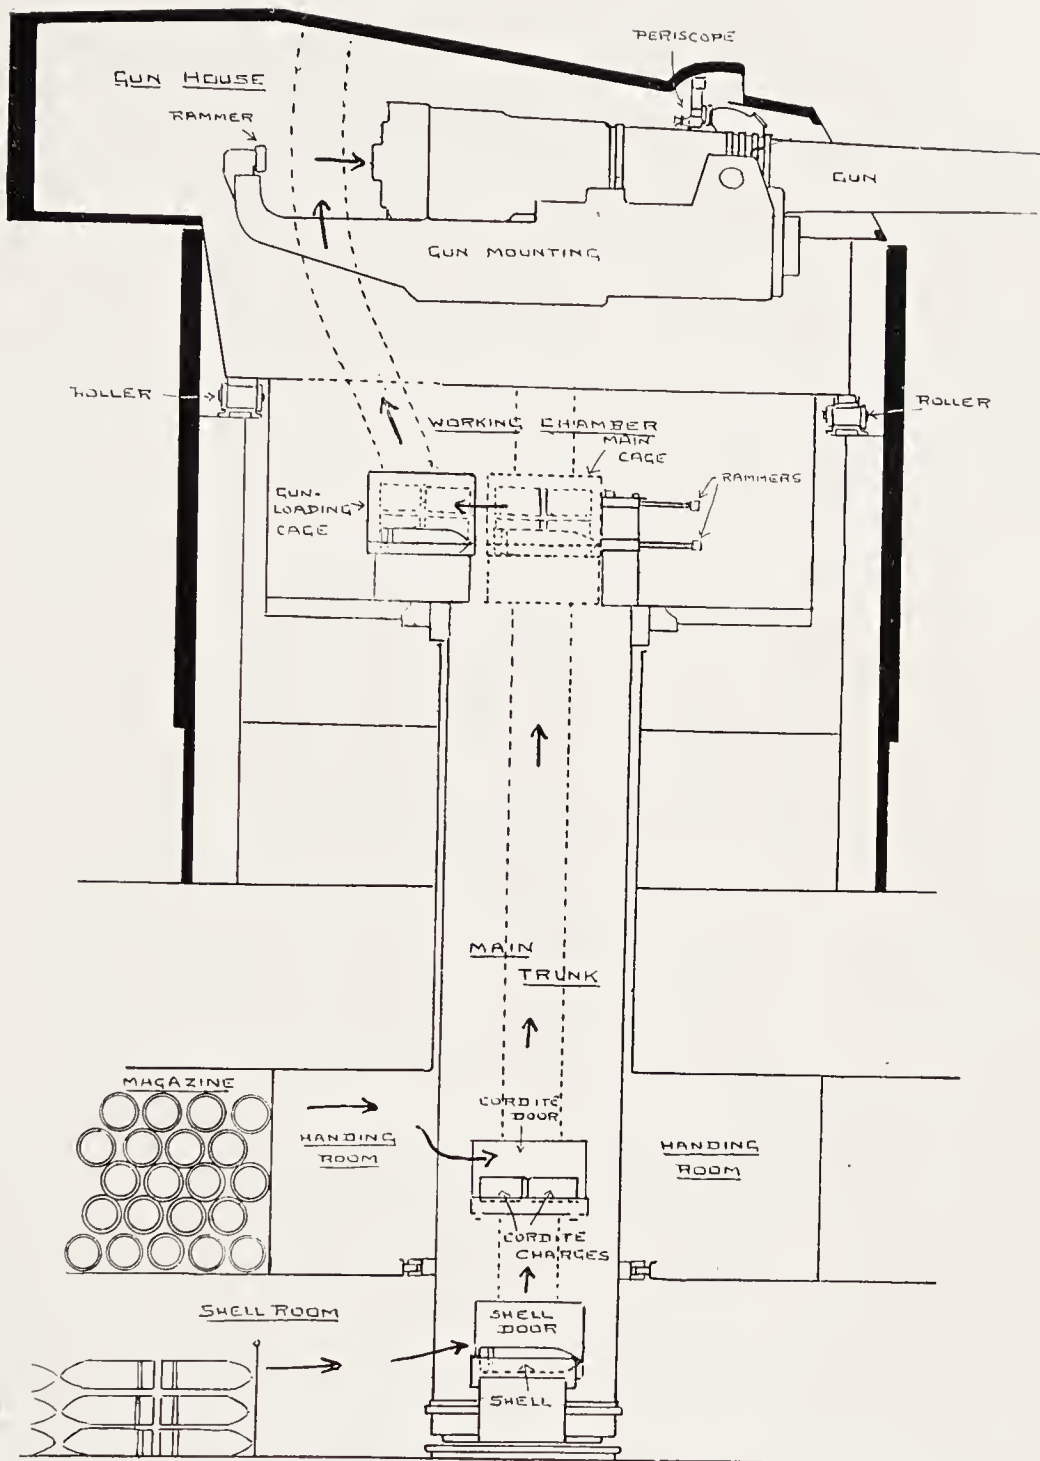 PERISCOPE
GUN HOUSE
RAMMER
GUN
GUN MOUNTING
ROLLER
ROLLER
WORKING CHAMBER
MAIN
CAGE
RAMMERS
GUN-
LOADING
CAGE
MAIN
TRUNK
MAGAZINE
CORDITE
DOOR
HANDING
ROOM
HANDING
ROOM
CORDITE
CHARGES
SHELL ROOM
SHELL
DOOR
SHELL